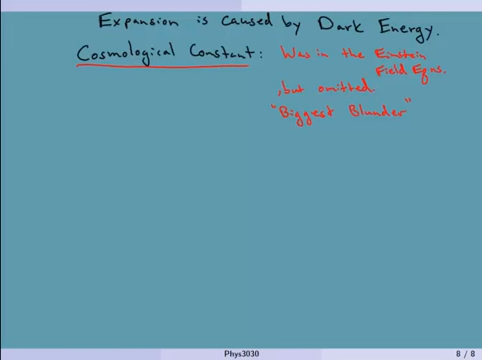 Expansion is caused by Dark Energy.
Cosmological Constant: Was in the Einstein
Field Eqns.
, but omitted.
"Biggest Blunder"
Phys3030
8 / 8